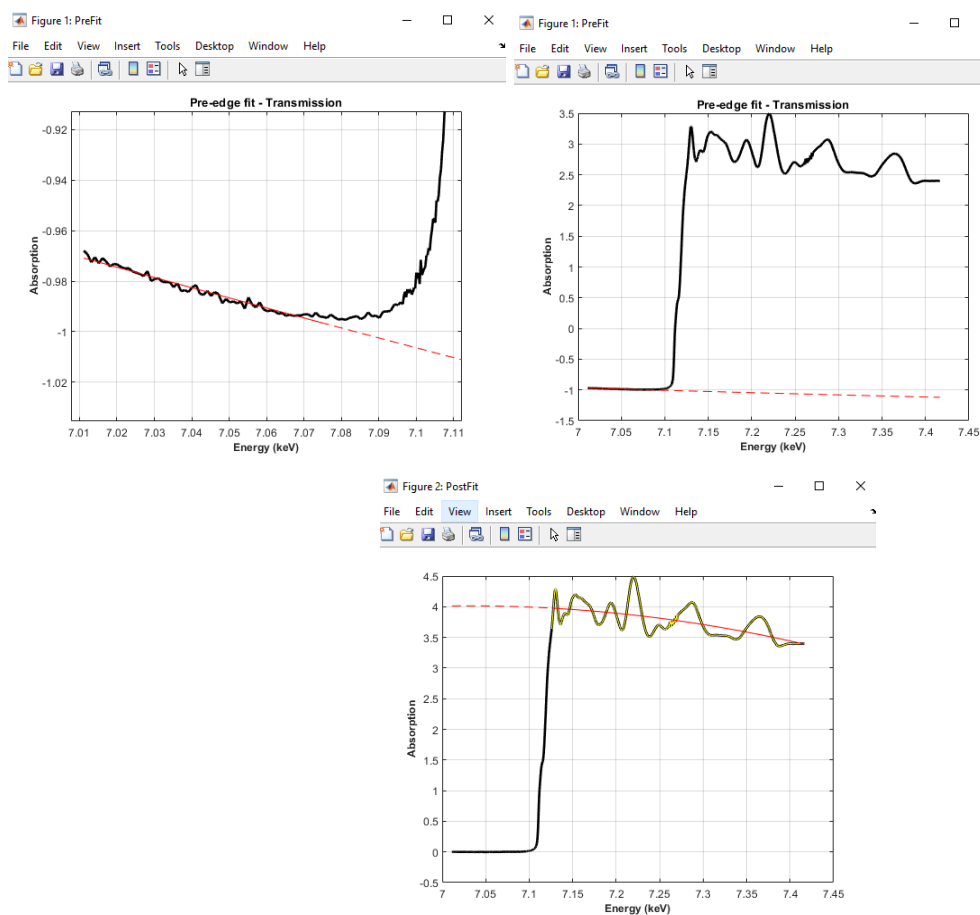 Figure 1: PreFit
File Edit View Insert Tools Desktop Window Help
Pre-edge fit - Transmission
Absorption
-0.92
-0.94
-0.96
-0.98
-1
-1.02
7.01 7.02 7.03 7.04 7.05 7.06 7.07 7.08 7.09 7.1 7.11
Energy (keV)
Figure 1: PreFit
File Edit View Insert Tools Desktop Window Help
Pre-edge fit - Transmission
Absorption
3.5
3
2.5
2
1.5
1
0.5
0
-0.5
-1
-1.5
7 7.05 7.1 7.15 7.2 7.25 7.3 7.35 7.4 7.45
Energy (keV)
Figure 2: PostFit
File Edit View Insert Tools Desktop Window Help
Absorption
4.5
4
3.5
3
2.5
2
1.5
1
0.5
0
-0.5
7 7.05 7.1 7.15 7.2 7.25 7.3 7.35 7.4 7.45
Energy (keV)